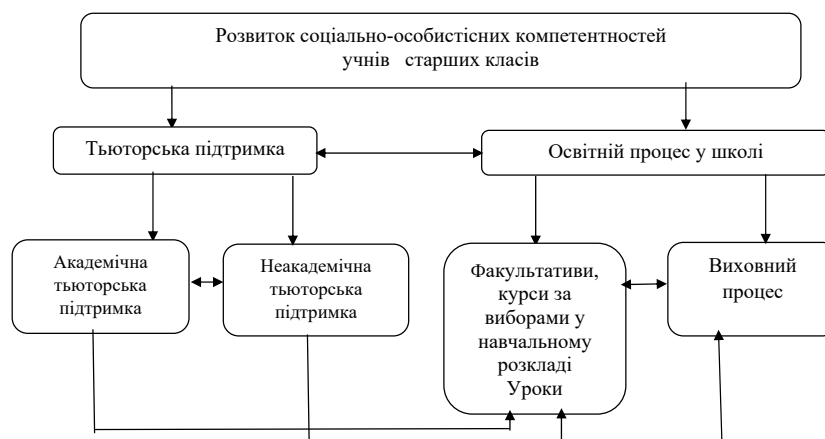 Розвиток соціально-особистісних компетентностей
учнів старших класів
Тьюторська підтримка
Освітній процес у школі
Академічна
тьюторська
підтримка
Неакадемічна
тьюторська
підтримка
Факультативи,
курси за
виборами у
навчальному
розкладі
Уроки
Виховний
процес